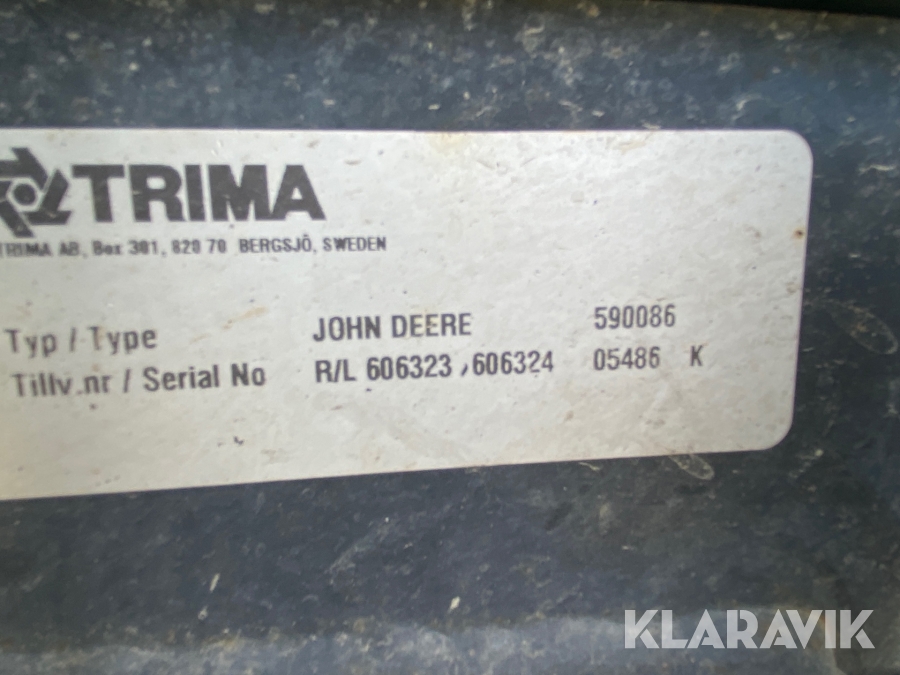 TRIMA
TRIMA AB, Box 301, 820 70 BERGSJÖ, SWEDEN
Typ / Type JOHN DEERE 590086
Tillv.nr / Serial No R/L 606323 ,606324 05486 K
KLARAVIK